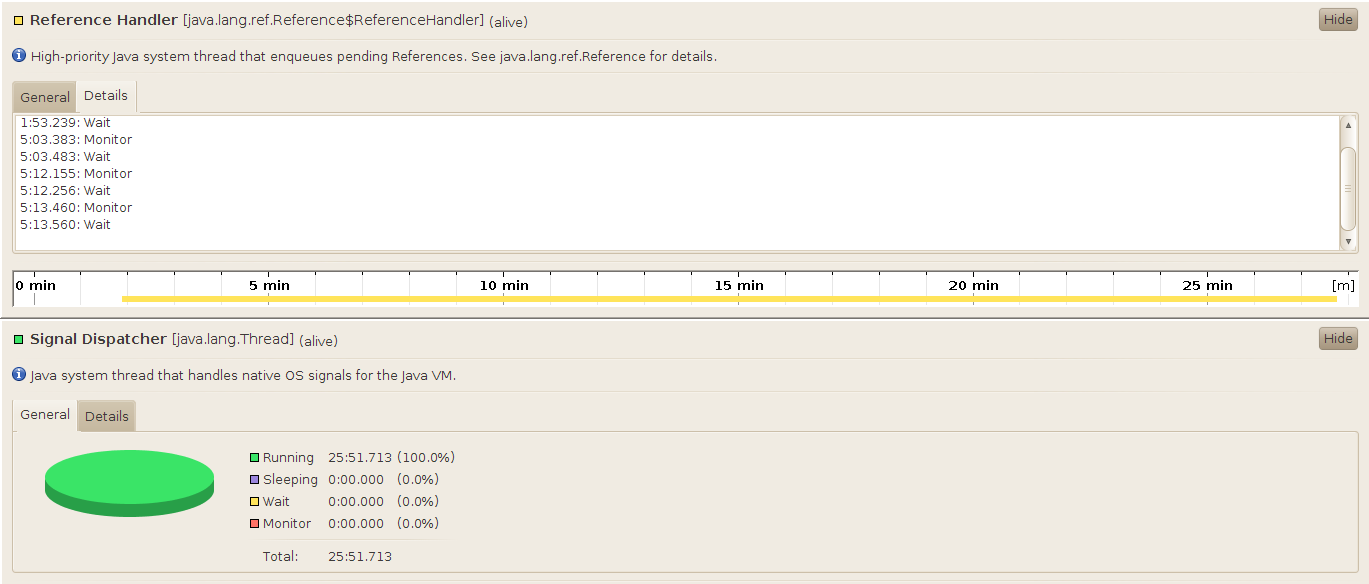 Reference Handler [java.lang.ref.Reference$ReferenceHandler] (alive)
Hide
High-priority Java system thread that enqueues pending References. See java.lang.ref.Reference for details.
General Details
1:53.239: Wait
5:03.383: Monitor
5:03.483: Wait
5:12.155: Monitor
5:12.256: Wait
5:13.460: Monitor
5:13.560: Wait
0 min 5 min 10 min 15 min 20 min 25 min [m]
Signal Dispatcher [java.lang.Thread] (alive)
Hide
Java system thread that handles native OS signals for the Java VM.
General Details
Running 25:51.713 (100.0%)
Sleeping 0:00.000 (0.0%)
Wait 0:00.000 (0.0%)
Monitor 0:00.000 (0.0%)
Total: 25:51.713